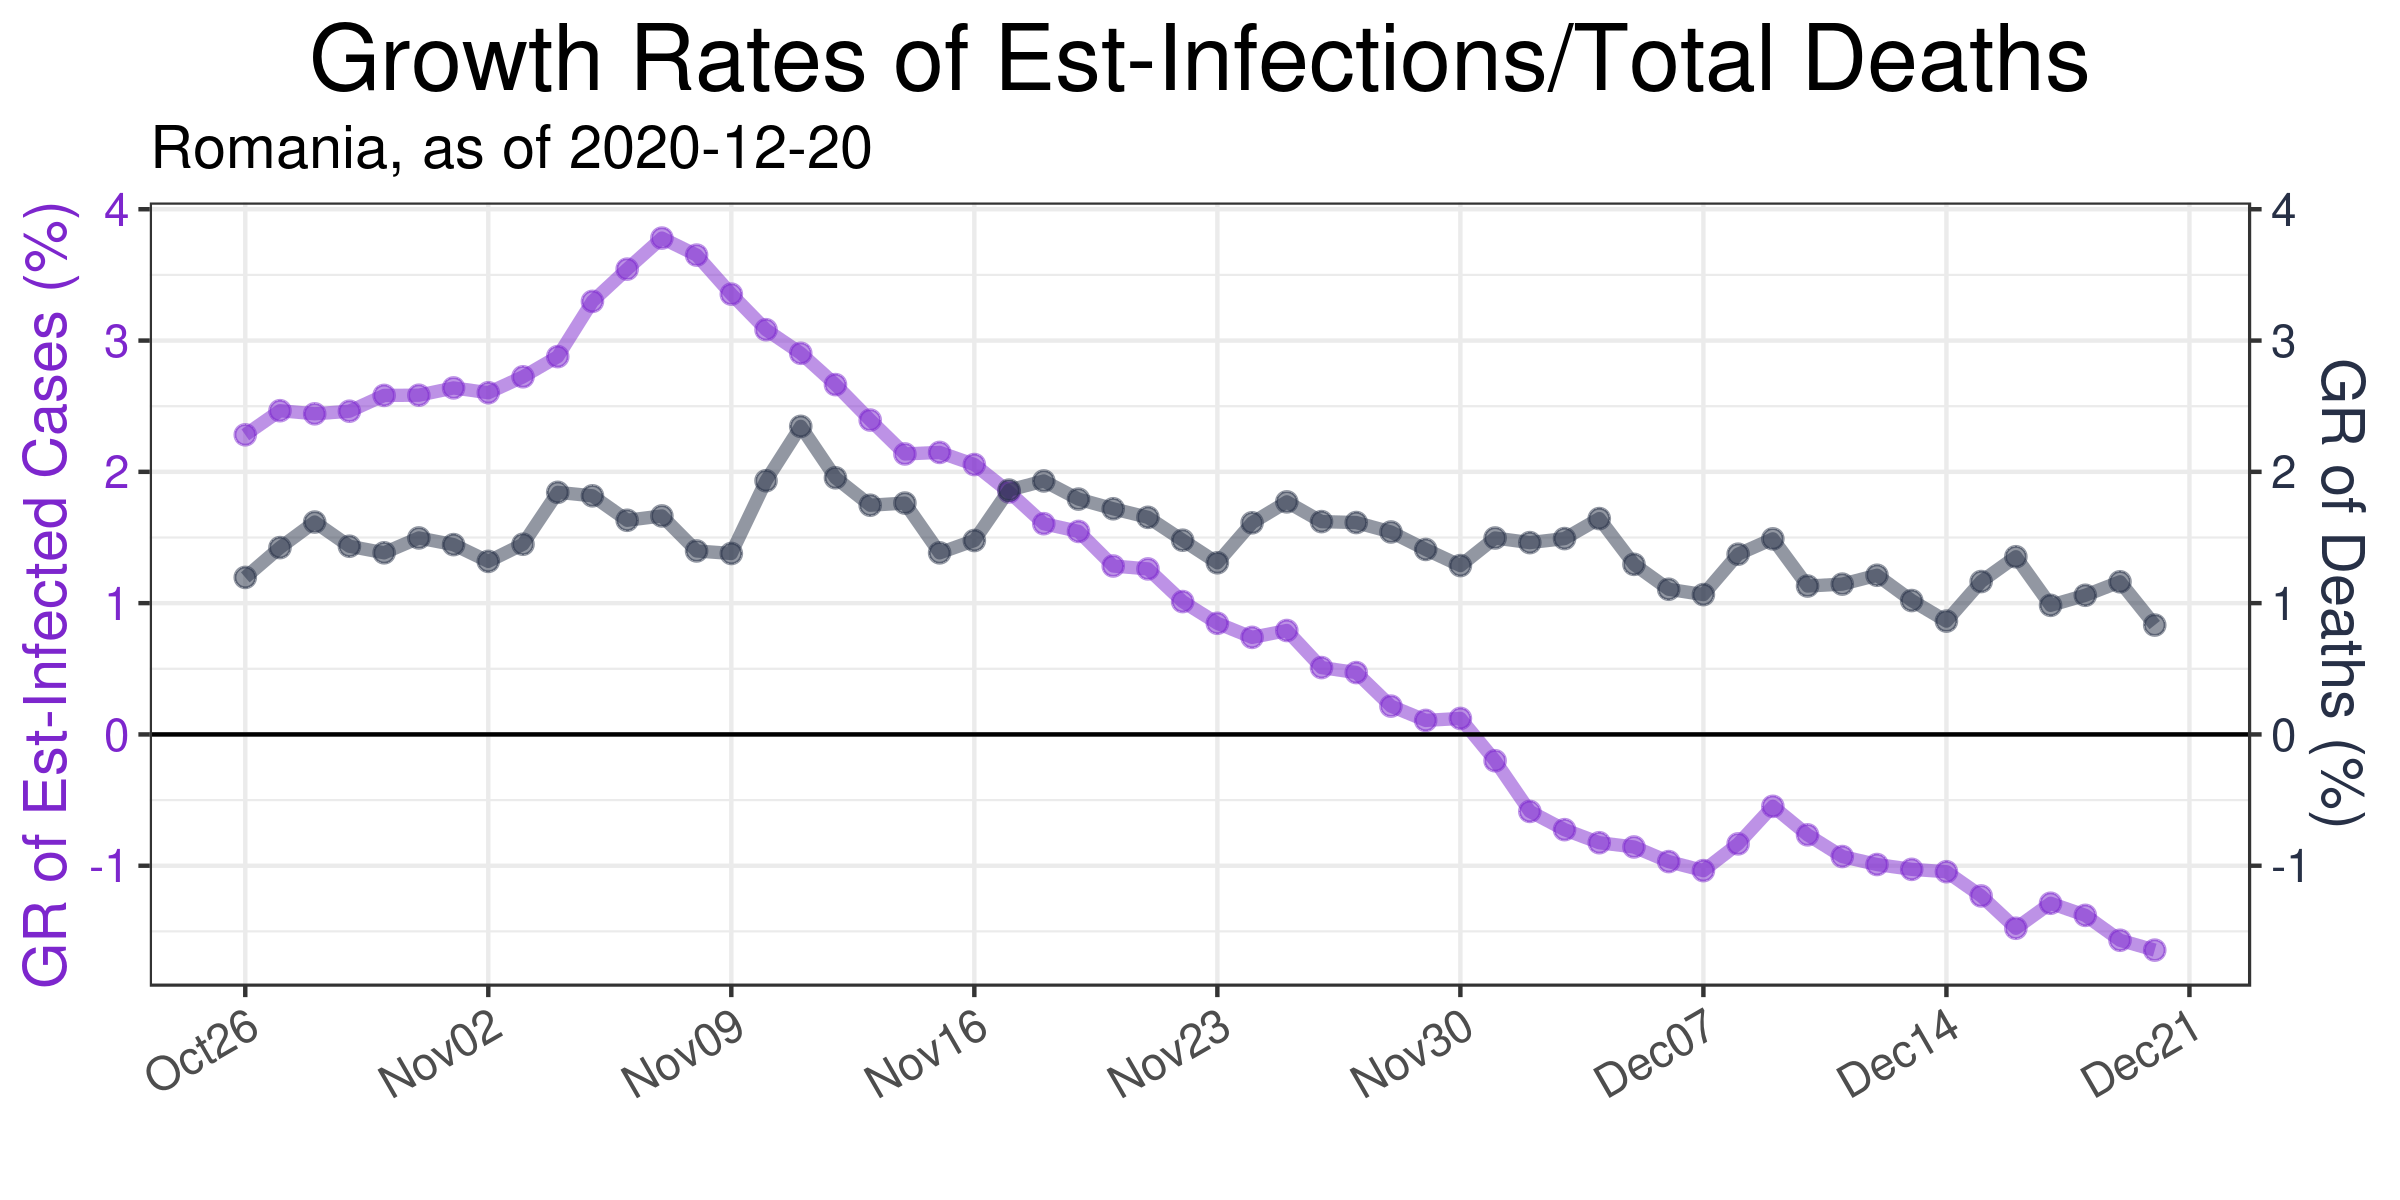 Growth Rates of Est-Infections/Total Deaths
Romania, as of 2020-12-20
GR of Est-Infected Cases (%)
4
3
2
1
0
-1
4
3
2
1
0
-1
GR of Deaths (%)
Oct26
Nov02
Nov09
Nov16
Nov23
Nov30
Dec07
Dec14
Dec21